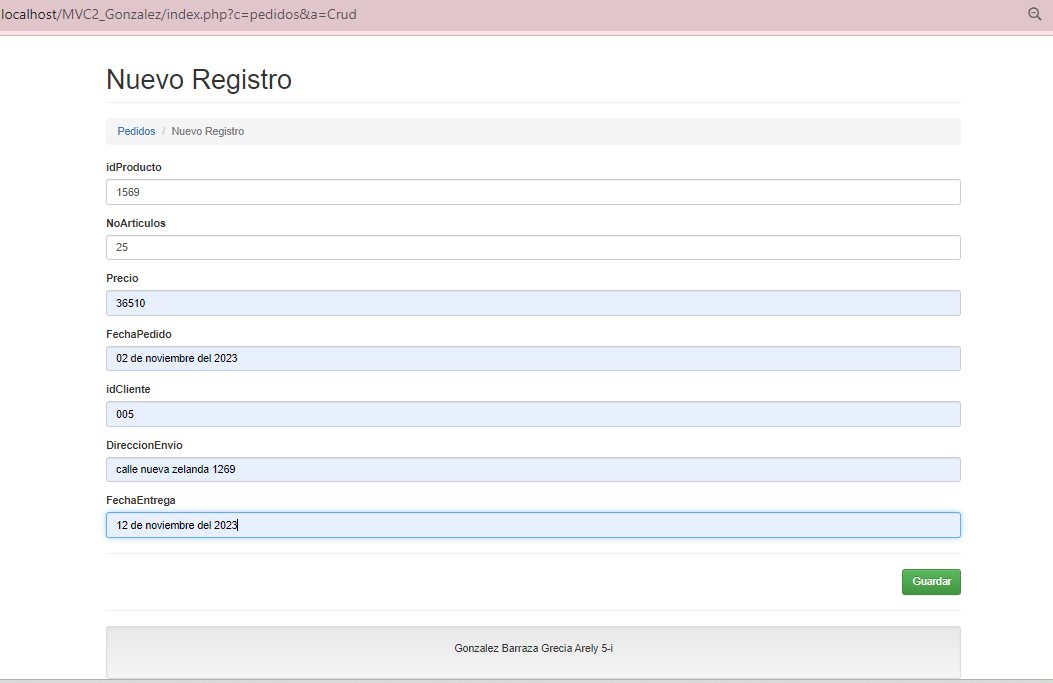 localhost/MVC2_Gonzalez/index.php?c=pedidos&a=Crud
Nuevo Registro
Pedidos / Nuevo Registro
idProducto
1569
NoArticulos
25
Precio
36510
FechaPedido
02 de noviembre del 2023
idCliente
005
DireccionEnvio
calle nueva zelanda 1269
FechaEntrega
12 de noviembre del 2023
Guardar
Gonzalez Barraza Grecia Arely 5-i